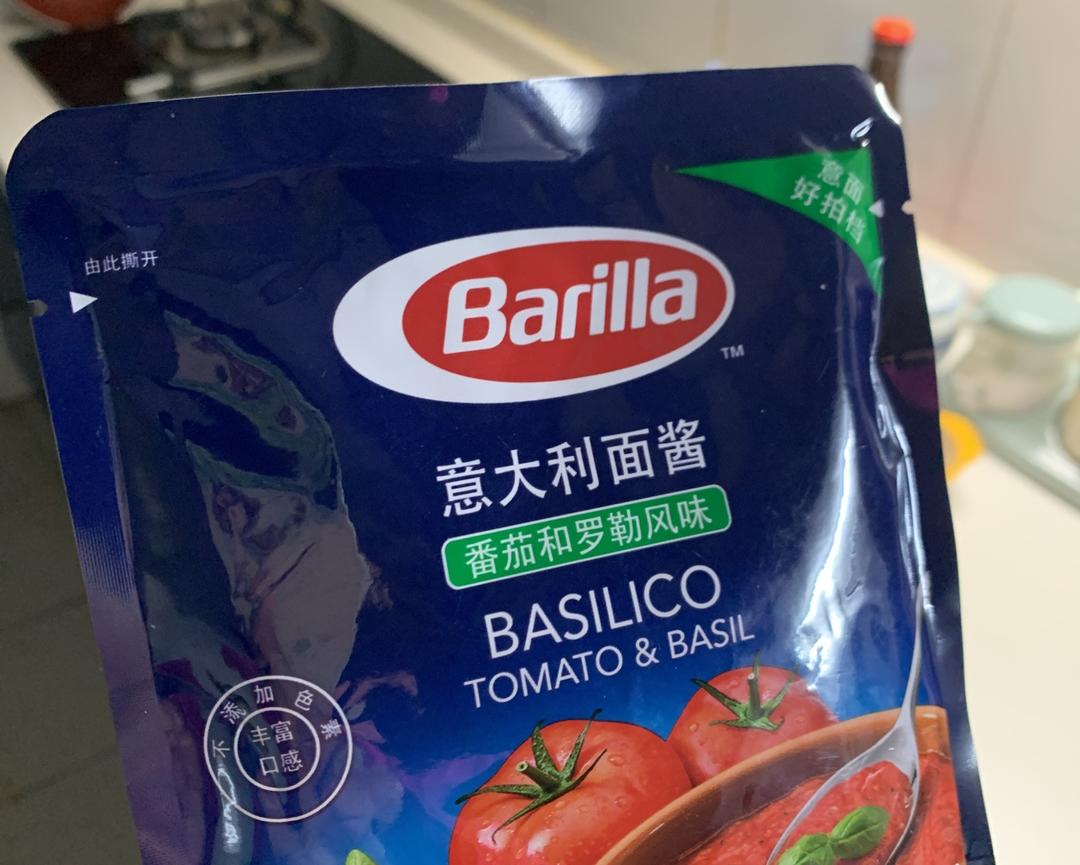 意面
好拍档
由此撕开
Barilla
TM
意大利面酱
番茄和罗勒风味
BASILICO
TOMATO & BASIL
不添加色素
丰富
口感